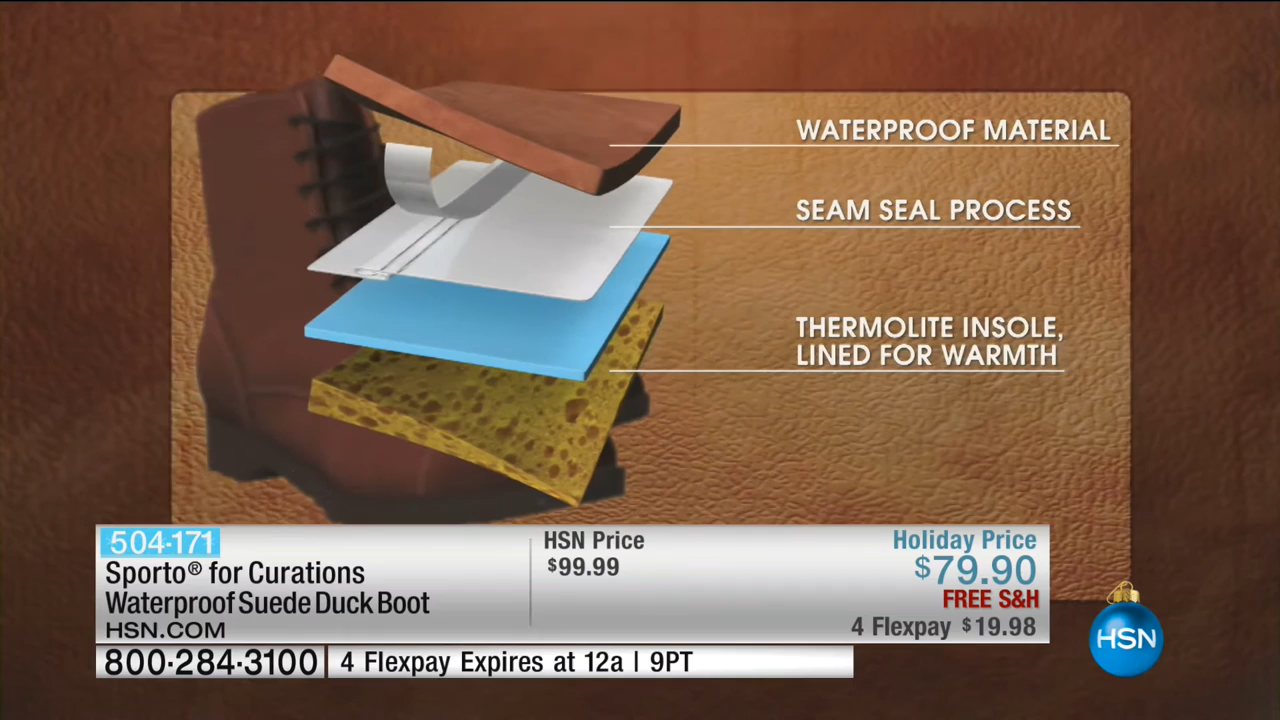 WATERPROOF MATERIAL
SEAM SEAL PROCESS
THERMOLITE INSOLE,
LINED FOR WARMTH
504-171
Sporto® for Curations
Waterproof Suede Duck Boot
HSN.COM
HSN Price
$99.99
Holiday Price
$79.90
FREE S&H
4 Flexpay $19.98
HSN
800-284-3100
4 Flexpay Expires at 12a | 9PT